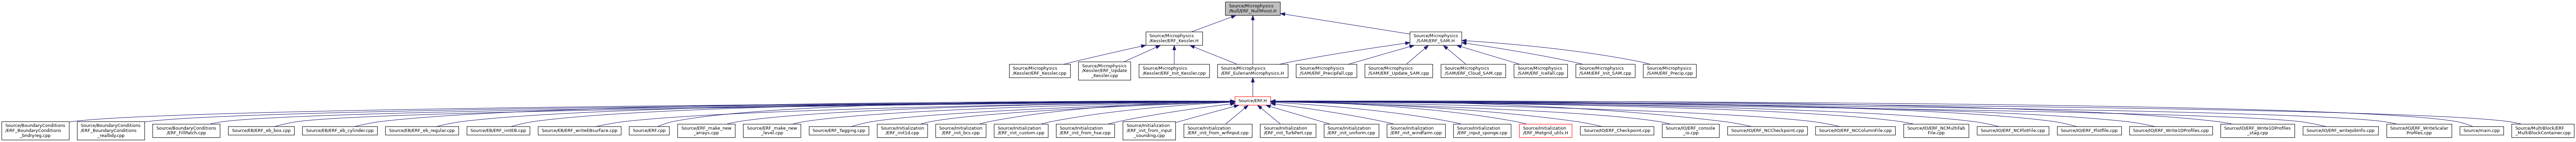 Source/Microphysics
/Null/ERF_NullMoist.H
Source/Microphysics
/Kessler/ERF_Kessler.H
Source/Microphysics
/SAM/ERF_SAM.H
Source/Microphysics
/Kessler/ERF_Kessler.cpp
Source/Microphysics
/Kessler/ERF_Update
_Kessler.cpp
Source/Microphysics
/Kessler/ERF_Init_Kessler.cpp
Source/Microphysics
/ERF_EulerianMicrophysics.H
Source/Microphysics
/SAM/ERF_Precipfall.cpp
Source/Microphysics
/SAM/ERF_Update_SAM.cpp
Source/Microphysics
/SAM/ERF_Cloud_SAM.cpp
Source/Microphysics
/SAM/ERF_Icefall.cpp
Source/Microphysics
/SAM/ERF_Init_SAM.cpp
Source/Microphysics
/SAM/ERF_Precip.cpp
Source/ERF.H
Source/BoundaryConditions
/ERF_BoundaryConditions
_bndryreg.cpp
Source/BoundaryConditions
/ERF_BoundaryConditions
_realbdy.cpp
Source/BoundaryConditions
/ERF_FillPatch.cpp
Source/EB/ERF_eb_box.cpp
Source/EB/ERF_eb_cylinder.cpp
Source/EB/ERF_eb_regular.cpp
Source/EB/ERF_initEB.cpp
Source/EB/ERF_writeEBsurface.cpp
Source/ERF.cpp
Source/ERF_make_new
_arrays.cpp
Source/ERF_make_new
_level.cpp
Source/ERF_Tagging.cpp
Source/Initialization
/ERF_init1d.cpp
Source/Initialization
/ERF_init_bcs.cpp
Source/Initialization
/ERF_init_custom.cpp
Source/Initialization
/ERF_init_from_hse.cpp
Source/Initialization
/ERF_init_from_input
_sounding.cpp
Source/Initialization
/ERF_init_from_wrfinput.cpp
Source/Initialization
/ERF_init_TurbPert.cpp
Source/Initialization
/ERF_init_uniform.cpp
Source/Initialization
/ERF_init_windfarm.cpp
Source/Initialization
/ERF_input_sponge.cpp
Source/Initialization
/ERF_Metgrid_utils.H
Source/IO/ERF_Checkpoint.cpp
Source/IO/ERF_console
_io.cpp
Source/IO/ERF_NCCheckpoint.cpp
Source/IO/ERF_NCColumnFile.cpp
Source/IO/ERF_NCMultiFab
File.cpp
Source/IO/ERF_NCPlotFile.cpp
Source/IO/ERF_Plotfile.cpp
Source/IO/ERF_Write1DProfiles.cpp
Source/IO/ERF_Write1DProfiles
_stag.cpp
Source/IO/ERF_writeJobInfo.cpp
Source/IO/ERF_WriteScalar
Profiles.cpp
Source/main.cpp
Source/MultiBlock/ERF
_MultiBlockContainer.cpp